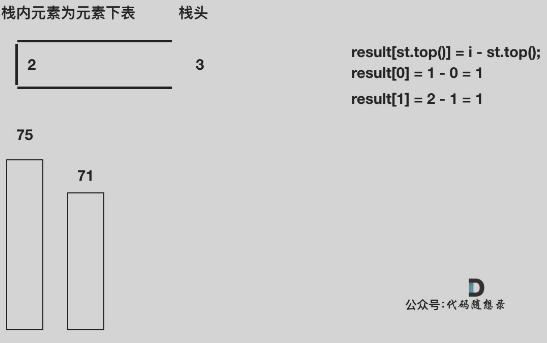 栈内元素为元素下表 栈头
2 3
result[st.top()] = i - st.top();
result[0] = 1 - 0 = 1
result[1] = 2 - 1 = 1
75
71
公众号:代码随想录